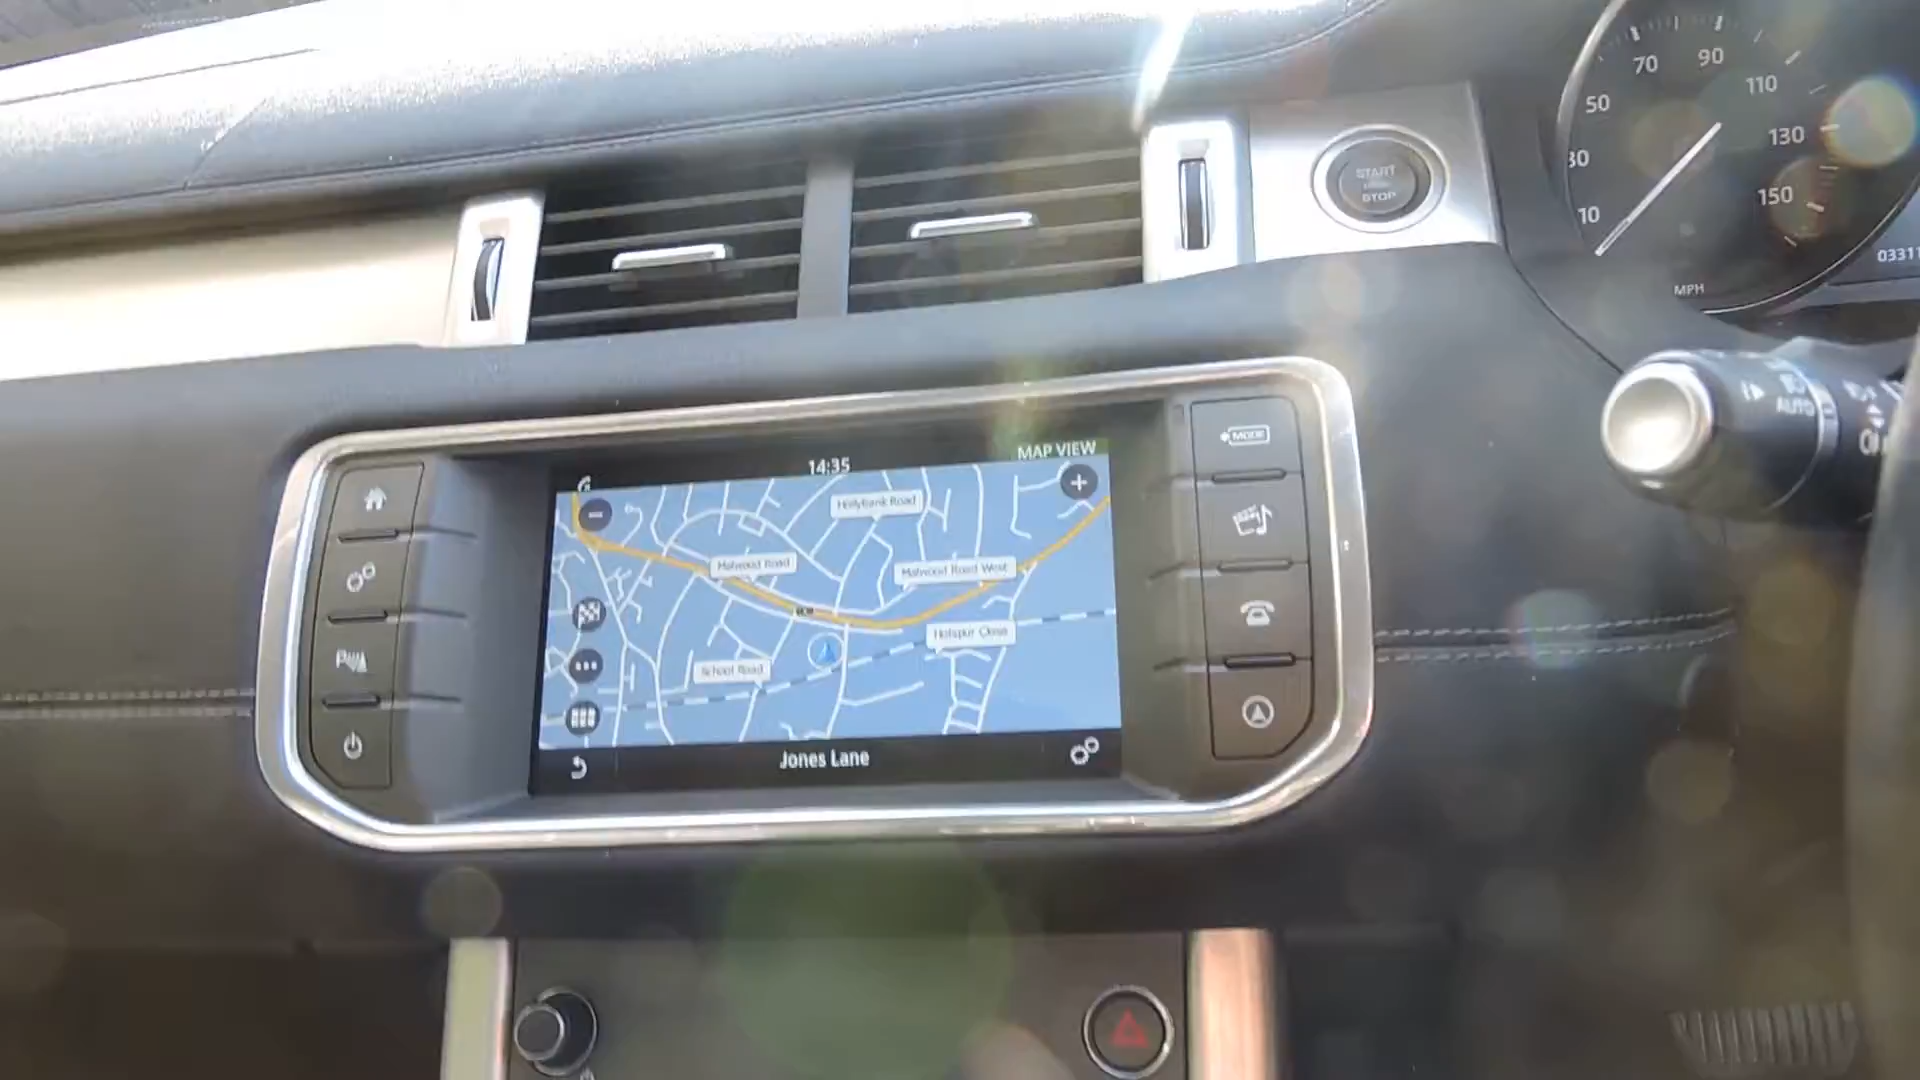 70
90
50
110
130
30
150
10
MPH
START
STOP
AUTO
MODE
14:35
MAP VIEW
Hollybank Road
Malwood Road
Malwood Road West
Hotspur Close
School Road
Jones Lane